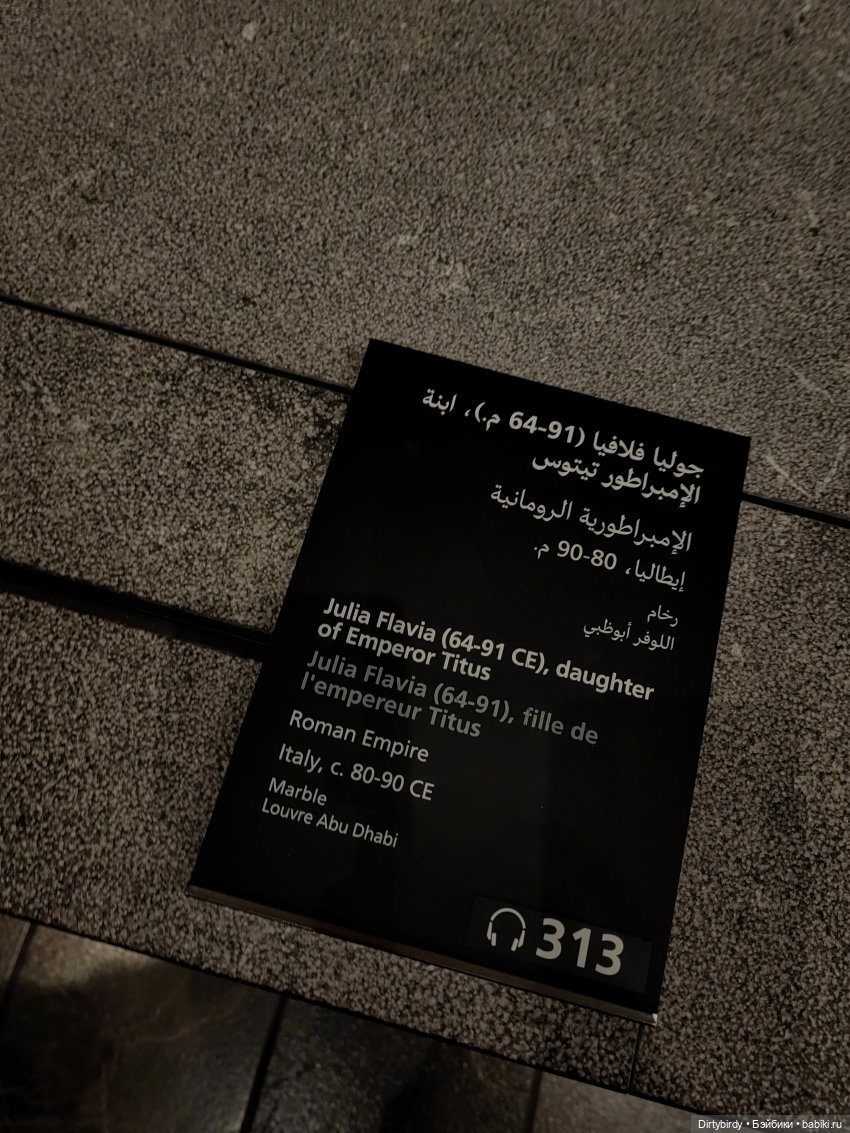 جوليا فلافيا (64-91 م.)، ابنة
الإمبراطور تيتوس
الإمبراطورية الرومانية
إيطاليا، 80-90 م.
رخام
اللوفر أبوظبي
Julia Flavia (64-91 CE), daughter
of Emperor Titus
Julia Flavia (64-91), fille de
l'empereur Titus
Roman Empire
Italy, c. 80-90 CE
Marble
Louvre Abu Dhabi
313
Dirtybirdy • Бэйбики • babiki.ru